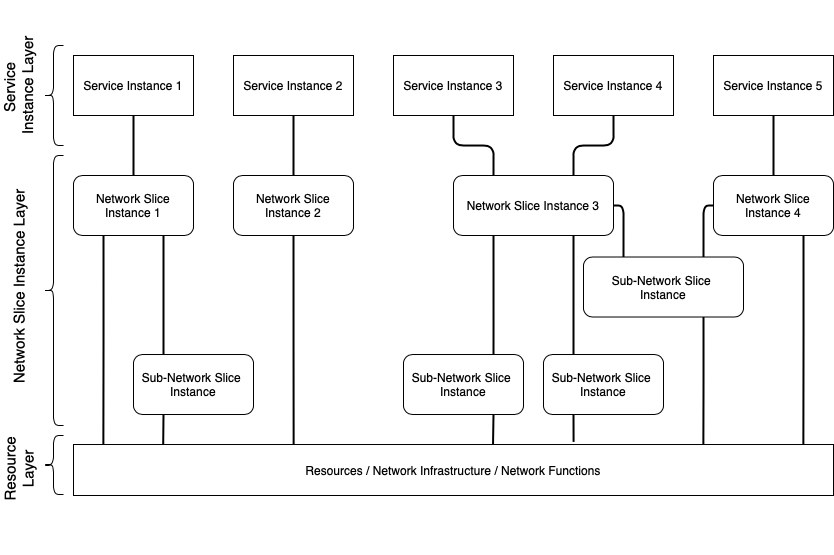 Service
Instance Layer
Service Instance 1
Service Instance 2
Service Instance 3
Service Instance 4
Service Instance 5
Network Slice Instance Layer
Network Slice
Instance 1
Network Slice
Instance 2
Network Slice Instance 3
Network Slice
Instance 4
Sub-Network Slice
Instance
Sub-Network Slice
Instance
Sub-Network Slice
Instance
Sub-Network Slice
Instance
Resource
Layer
Resources / Network Infrastructure / Network Functions